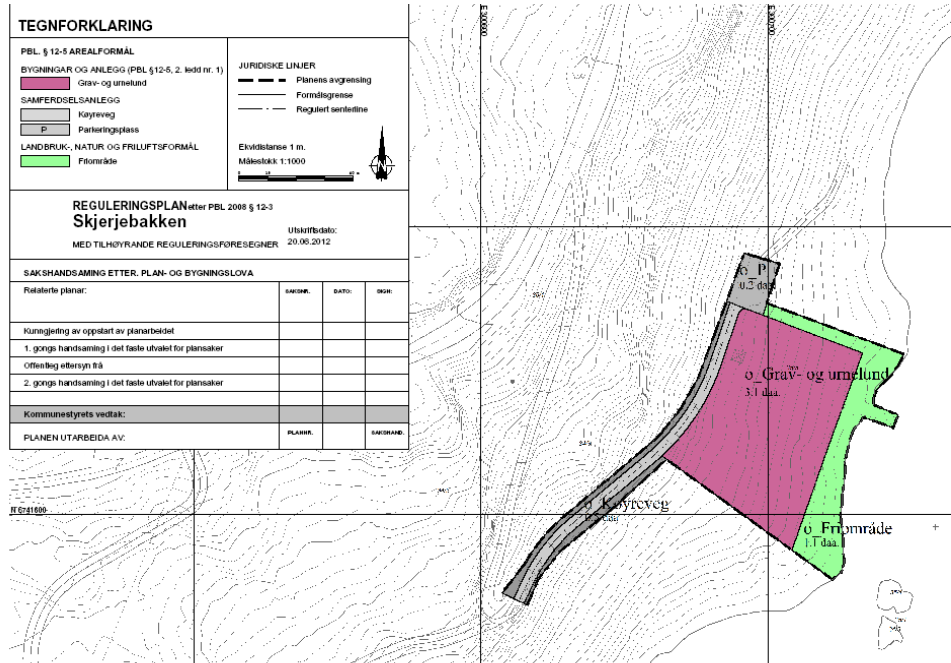 TEGNFORKLARING
PBL. § 12-5 AREALFORMÅL
BYGNINGAR OG ANLEGG (PBL §12-5, 2. ledd nr. 1)
Grav- og urnelund
SAMFERDSELSANLEGG
Køyreveg
P Parkeringsplass
LANDBRUK-, NATUR OG FRILUFTSFORMÅL
Friområde
JURIDISKE LINJER
Planens avgrensing
Formålsgrense
Regulert senterline
Ekvidistanse 1 m.
Målestokk 1:1000
REGULERINGSPLAN etter PBL 2008 § 12-3
Skjerjebakken
MED TILHØYRANDE REGULERINGSFØRESEGNER
Utskriftsdato:
20.06.2012
SAKSHANDSAMING ETTER. PLAN- OG BYGNINGSLOVA
Relaterte planar:
SAKSNR. DATO: SIGN:
Kunngjering av oppstart av planarbeidet
1. gongs handsaming i det faste utvalet for plansaker
Offentleg ettersyn frå
2. gongs handsaming i det faste utvalet for plansaker
Kommunestyrets vedtak:
PLANEN UTARBEIDA AV:
PLANNR. SAKSHAND.
N 6741600
o_P
0.2 daa
o_Grav- og urnelund
3.1 daa.
o_Køyreveg
daa
o_Friområde
1.1 daa.